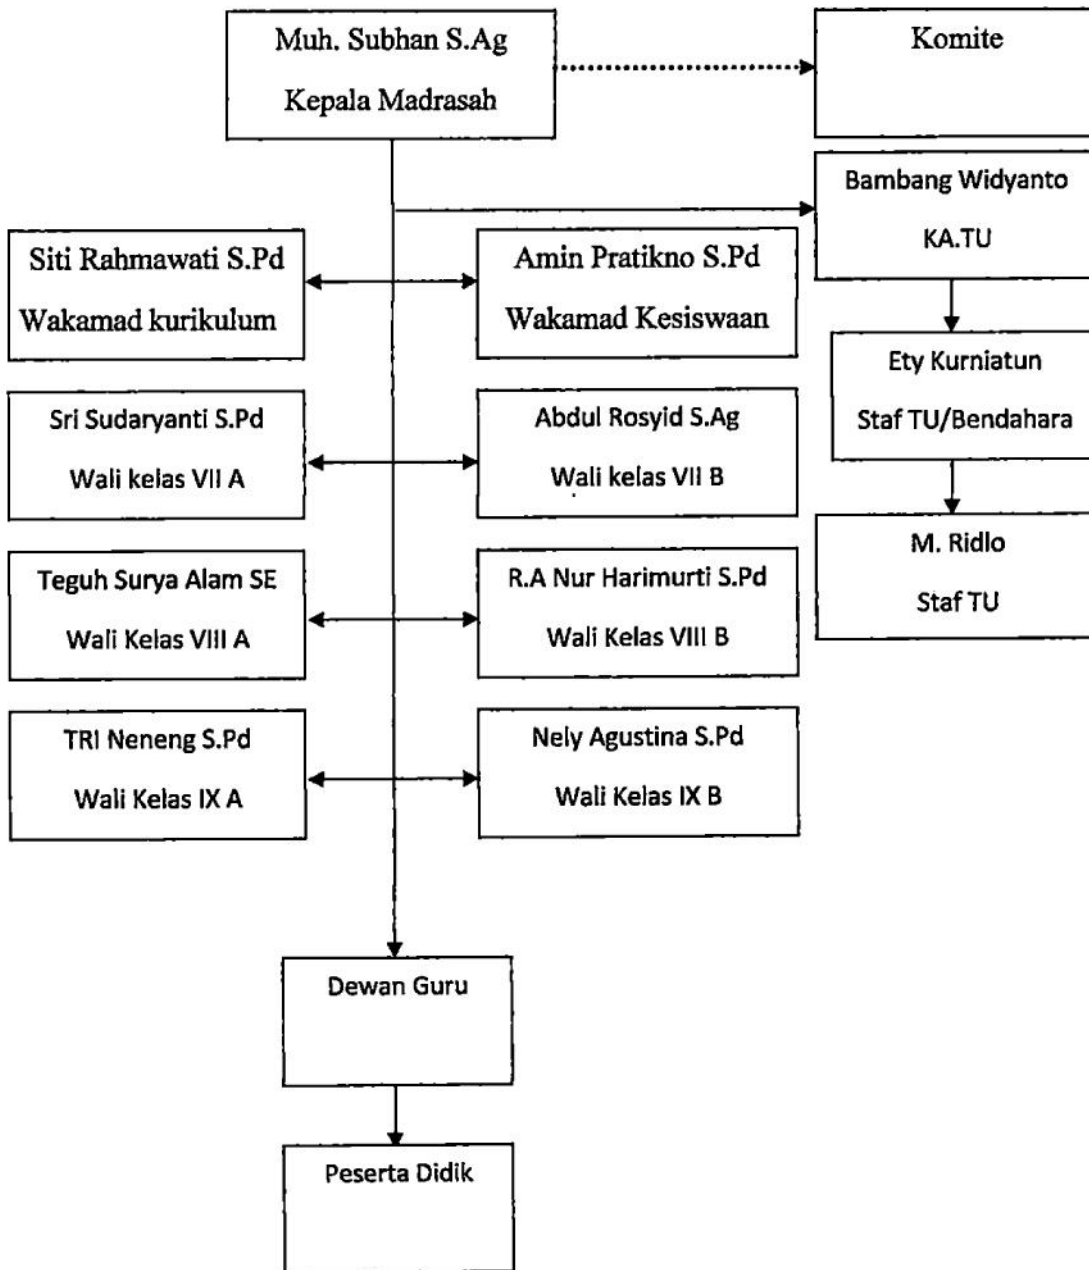 Muh. Subhan S.Ag
Kepala Madrasah
Komite
Bambang Widyanto
KA.TU
Siti Rahmawati S.Pd
Wakamad kurikulum
Amin Pratikno S.Pd
Wakamad Kesiswaan
Ety Kurniatun
Staf TU/Bendahara
Sri Sudaryanti S.Pd
Wali kelas VII A
Abdul Rosyid S.Ag
Wali kelas VII B
M. Ridlo
Staf TU
Teguh Surya Alam SE
Wali Kelas VIII A
R.A Nur Harimurti S.Pd
Wali Kelas VIII B
TRI Neneng S.Pd
Wali Kelas IX A
Nely Agustina S.Pd
Wali Kelas IX B
Dewan Guru
Peserta Didik